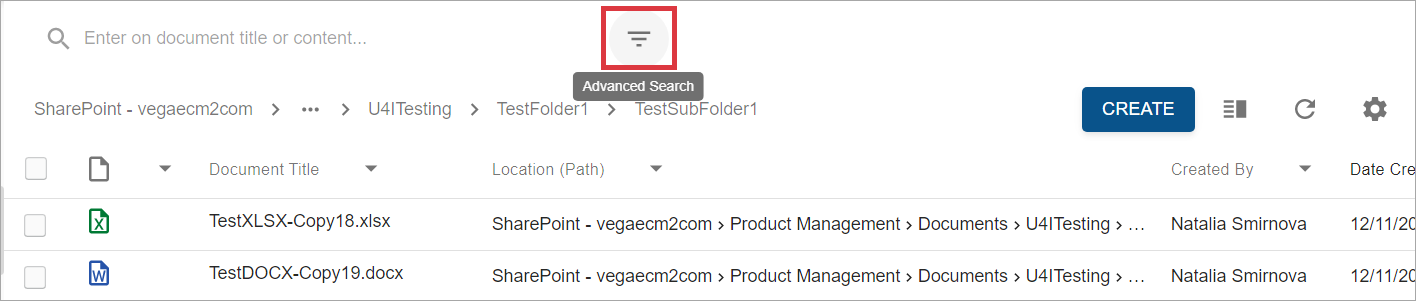 Enter on document title or content...
Advanced Search
SharePoint - vegaecm2com > ••• > U4ITesting > TestFolder1 > TestSubFolder1 CREATE
Document Title Location (Path) Created By Date Cre
X TestXLSX-Copy18.xlsx SharePoint - vegaecm2com > Product Management > Documents > U4ITesting > ... Natalia Smirnova 12/11/20
W TestDOCX-Copy19.docx SharePoint - vegaecm2com > Product Management > Documents > U4ITesting > ... Natalia Smirnova 12/11/20